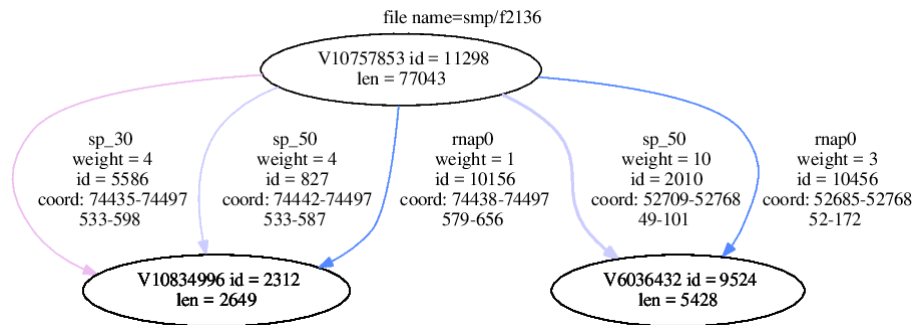 file name=smp/f2136
V10757853 id = 11298
len = 77043
sp_30
weight = 4
id = 5586
coord: 74435-74497
533-598
sp_50
weight = 4
id = 827
coord: 74442-74497
533-587
rnap0
weight = 1
id = 10156
coord: 74438-74497
579-656
sp_50
weight = 10
id = 2010
coord: 52709-52768
49-101
rnap0
weight = 3
id = 10456
coord: 52685-52768
52-172
V10834996 id = 2312
len = 2649
V6036432 id = 9524
len = 5428